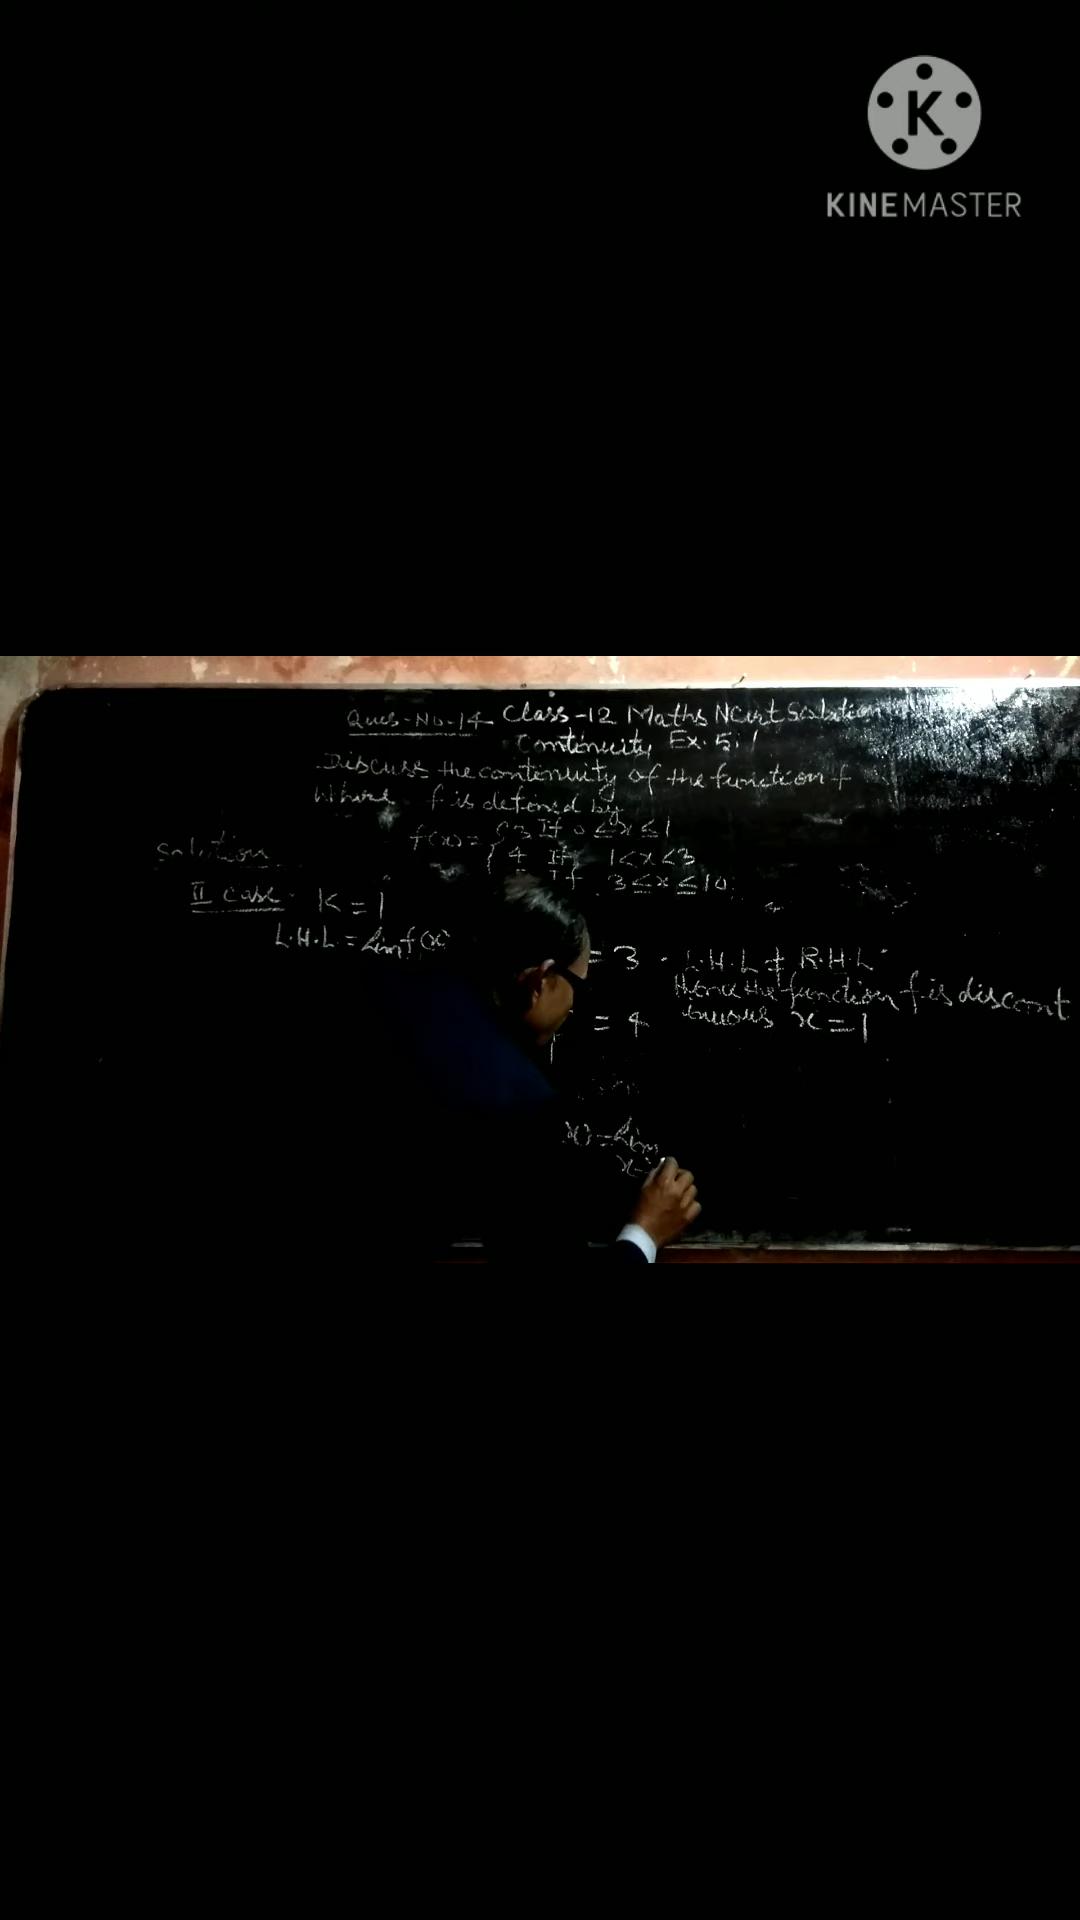 KINEMASTER
Ques-No.14 Class-12 Maths Ncert Solution
Continuity Ex. 5.1
Discuss the continuity of the function f
Where f is defined by
f(x) = { 3 If 0 ≤ x ≤ 1
4 If 1 < x < 3
If 3 ≤ x ≤ 10
Solution
II case - K = 1
L.H.L = Lim f(x)
= 3 . L.H.L ≠ R.H.L
Hence the function f is discont
inuous x = 1
= 4
x) = Lim
x